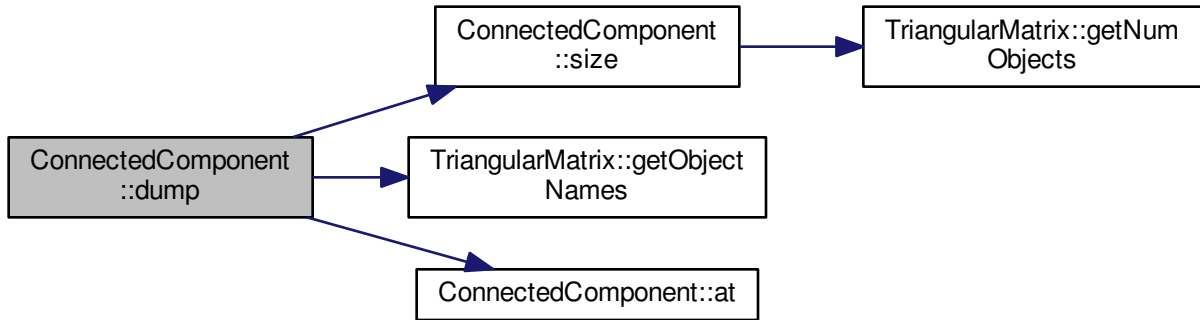 ConnectedComponent
::size
TriangularMatrix::getNum
Objects
ConnectedComponent
::dump
TriangularMatrix::getObject
Names
ConnectedComponent::at